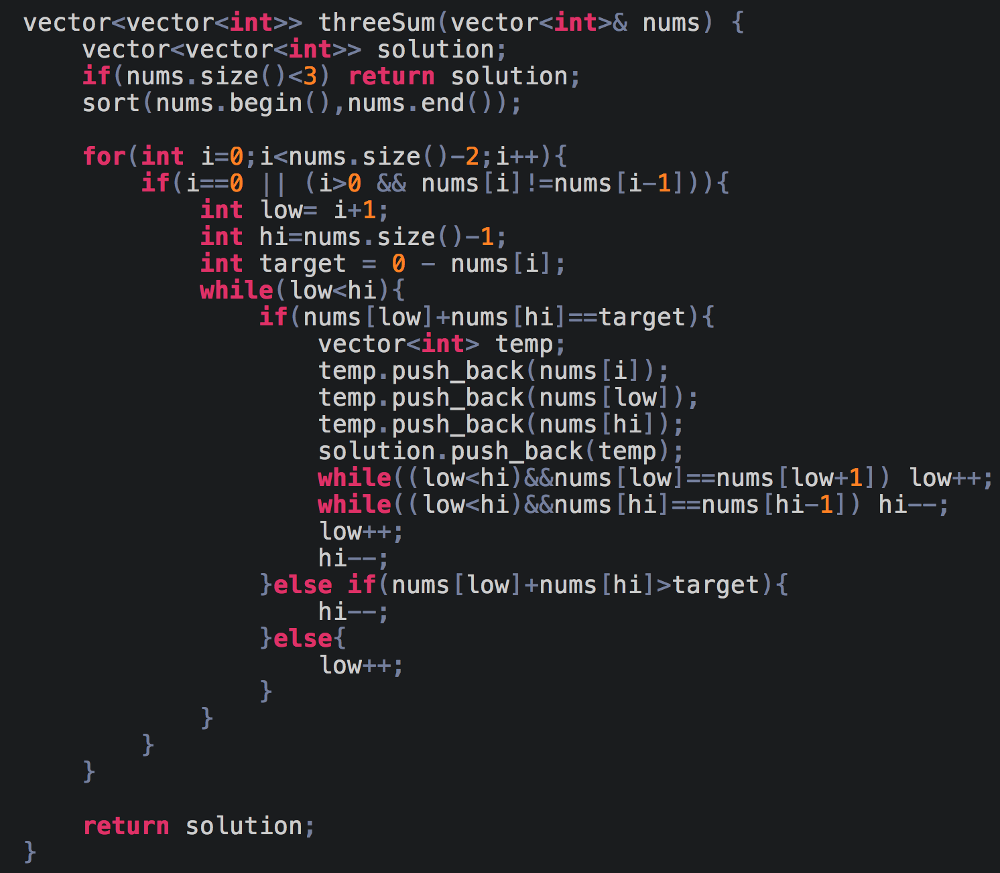 vector<vector<int>> threeSum(vector<int>& nums) {
    vector<vector<int>> solution;
    if(nums.size()<3) return solution;
    sort(nums.begin(),nums.end());

    for(int i=0;i<nums.size()-2;i++){
        if(i==0 || (i>0 && nums[i]!=nums[i-1])){
            int low= i+1;
            int hi=nums.size()-1;
            int target = 0 - nums[i];
            while(low<hi){
                if(nums[low]+nums[hi]==target){
                    vector<int> temp;
                    temp.push_back(nums[i]);
                    temp.push_back(nums[low]);
                    temp.push_back(nums[hi]);
                    solution.push_back(temp);
                    while((low<hi)&&nums[low]==nums[low+1]) low++;
                    while((low<hi)&&nums[hi]==nums[hi-1]) hi--;
                    low++;
                    hi--;
                }else if(nums[low]+nums[hi]>target){
                    hi--;
                }else{
                    low++;
                }
            }
        }
    }

    return solution;
}